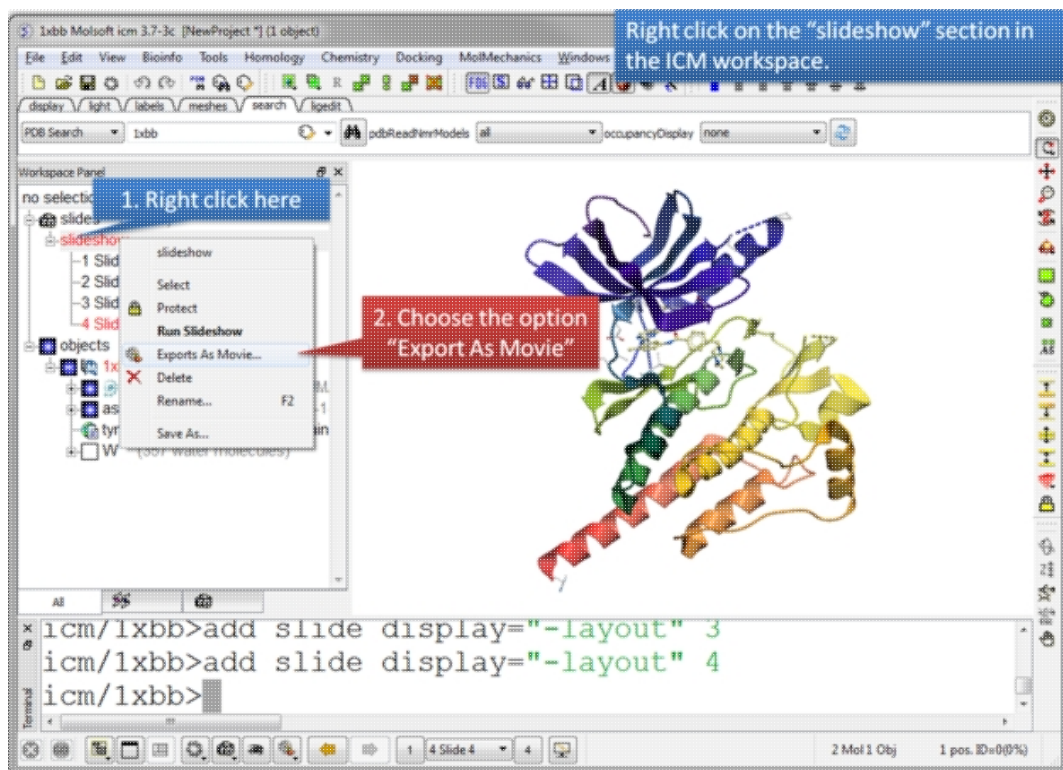 1xbb Molsoft icm 3.7-3c [NewProject *] (1 object)
Right click on the “slideshow” section in
the ICM workspace.
File Edit View Bioinfo Tools Homology Chemistry Docking MolMechanics Windows
display light labels meshes search ligedit
PDB Search 1xbb pdbReadNmrModels all occupancyDisplay none
Workspace Panel
no selecti
1. Right click here
slides
slideshow
slideshow
1 Slid
2 Slid
3 Slid
4 Slid
Select
Protect
Run Slideshow
Exports As Movie...
Delete
Rename... F2
Save As...
2. Choose the option
“Export As Movie”
objects
1x
as
tyr
W (357 water molecules)
All
icm/1xbb>add slide display="-layout" 3
icm/1xbb>add slide display="-layout" 4
icm/1xbb>
Terminal
1 4 Slide 4 4 2 Mol 1 Obj 1 pos. ID=0(0%)